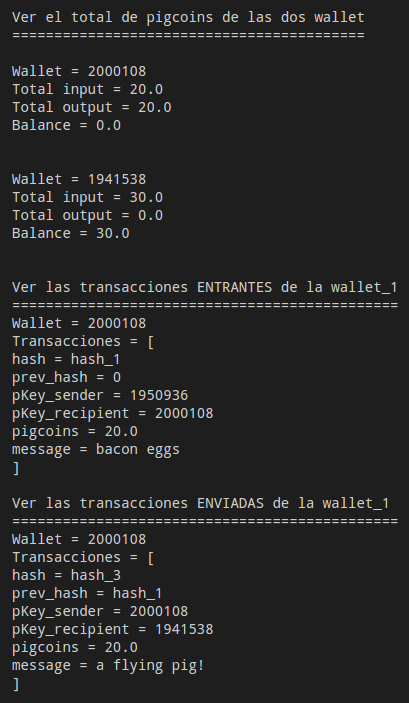 Ver el total de pigcoins de las dos wallet
==========================================
Wallet = 2000108
Total input = 20.0
Total output = 20.0
Balance = 0.0
Wallet = 1941538
Total input = 30.0
Total output = 0.0
Balance = 30.0
Ver las transacciones ENTRANTES de la wallet_1
==============================================
Wallet = 2000108
Transacciones = [
hash = hash_1
prev_hash = 0
pKey_sender = 1950936
pKey_recipient = 2000108
pigcoins = 20.0
message = bacon eggs
]
Ver las transacciones ENVIADAS de la wallet_1
==============================================
Wallet = 2000108
Transacciones = [
hash = hash_3
prev_hash = hash_1
pKey_sender = 2000108
pKey_recipient = 1941538
pigcoins = 20.0
message = a flying pig!
]